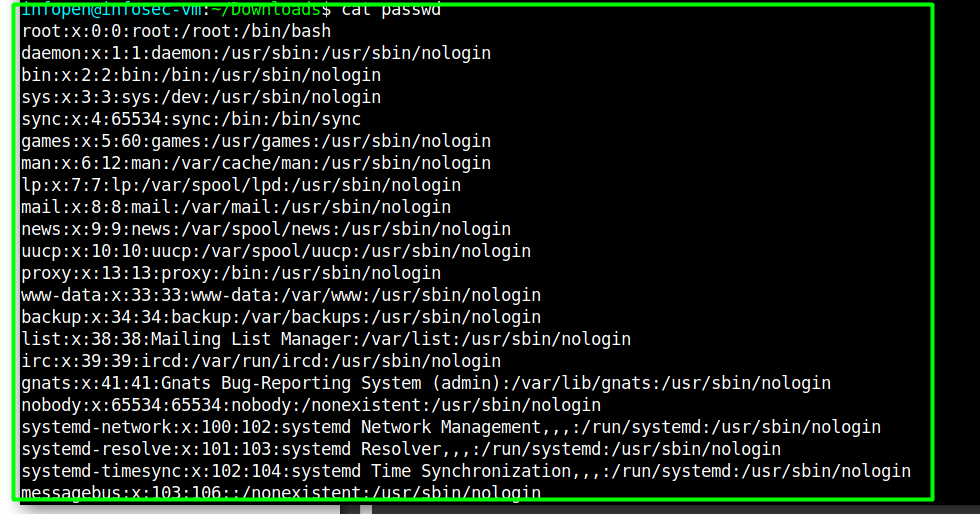 infopen@infosec-vm:~/Downloads$ cat passwd
root:x:0:0:root:/root:/bin/bash
daemon:x:1:1:daemon:/usr/sbin:/usr/sbin/nologin
bin:x:2:2:bin:/bin:/usr/sbin/nologin
sys:x:3:3:sys:/dev:/usr/sbin/nologin
sync:x:4:65534:sync:/bin:/bin/sync
games:x:5:60:games:/usr/games:/usr/sbin/nologin
man:x:6:12:man:/var/cache/man:/usr/sbin/nologin
lp:x:7:7:lp:/var/spool/lpd:/usr/sbin/nologin
mail:x:8:8:mail:/var/mail:/usr/sbin/nologin
news:x:9:9:news:/var/spool/news:/usr/sbin/nologin
uucp:x:10:10:uucp:/var/spool/uucp:/usr/sbin/nologin
proxy:x:13:13:proxy:/bin:/usr/sbin/nologin
www-data:x:33:33:www-data:/var/www:/usr/sbin/nologin
backup:x:34:34:backup:/var/backups:/usr/sbin/nologin
list:x:38:38:Mailing List Manager:/var/list:/usr/sbin/nologin
irc:x:39:39:ircd:/var/run/ircd:/usr/sbin/nologin
gnats:x:41:41:Gnats Bug-Reporting System (admin):/var/lib/gnats:/usr/sbin/nologin
nobody:x:65534:65534:nobody:/nonexistent:/usr/sbin/nologin
systemd-network:x:100:102:systemd Network Management,,,:/run/systemd:/usr/sbin/nologin
systemd-resolve:x:101:103:systemd Resolver,,,:/run/systemd:/usr/sbin/nologin
systemd-timesync:x:102:104:systemd Time Synchronization,,,:/run/systemd:/usr/sbin/nologin
messagebus:x:103:106::/nonexistent:/usr/sbin/nologin